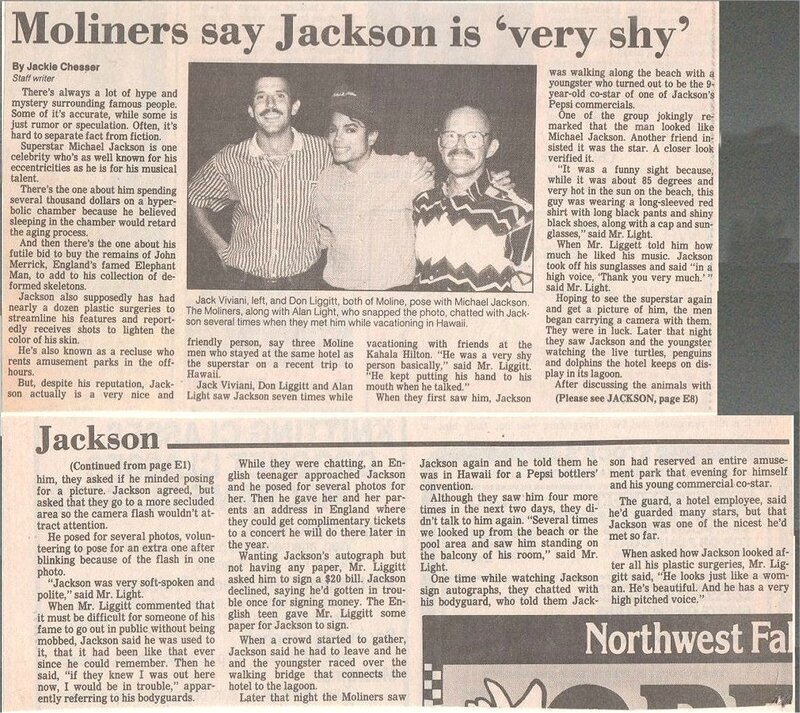 Moliners say Jackson is ‘very shy’
By Jackie Chesser
Staff writer
There's always a lot of hype and
mystery surrounding famous people.
Some of it's accurate, while some is
just rumor or speculation. Often, it's
hard to separate fact from fiction.
Superstar Michael Jackson is one
celebrity who's as well known for his
eccentricities as he is for his musical
talent.
There's the one about him spending
several thousand dollars on a hyper-
bolic chamber because he believed
sleeping in the chamber would retard
the aging process.
And then there's the one about his
futile bid to buy the remains of John
Merrick, England's famed Elephant
Man, to add to his collection of de-
formed skeletons.
Jackson also supposedly has had
nearly a dozen plastic surgeries to
streamline his features and report-
edly receives shots to lighten the
color of his skin.
He's also known as a recluse who
rents amusement parks in the off-
hours.
But, despite his reputation, Jack-
son actually is a very nice and
Jack Viviani, left, and Don Liggitt, both of Moline, pose with Michael Jackson.
The Moliners, along with Alan Light, who snapped the photo, chatted with Jack-
son several times when they met him while vacationing in Hawaii.
friendly person, say three Moline
men who stayed at the same hotel as
the superstar on a recent trip to
Hawaii.
Jack Viviani, Don Liggitt and Alan
Light saw Jackson seven times while
vacationing with friends at the
Kahala Hilton. “He was a very shy
person basically,” said Mr. Liggitt.
“He kept putting his hand to his
mouth when he talked.”
When they first saw him, Jackson
was walking along the beach with a
youngster who turned out to be the 9-
year-old co-star of one of Jackson's
Pepsi commercials.
One of the group jokingly re-
marked that the man looked like
Michael Jackson. Another friend in-
sisted it was the star. A closer look
verified it.
“It was a funny sight because,
while it was about 85 degrees and
very hot in the sun on the beach, this
guy was wearing a long-sleeved red
shirt with long black pants and shiny
black shoes, along with a cap and sun-
glasses,” said Mr. Light.
When Mr. Liggett told him how
much he liked his music. Jackson
took off his sunglasses and said “in a
high voice, ‘Thank you very much.’ ”
said Mr. Light.
Hoping to see the superstar again
and get a picture of him, the men
began carrying a camera with them.
They were in luck. Later that night
they saw Jackson and the youngster
watching the live turtles, penguins
and dolphins the hotel keeps on dis-
play in its lagoon.
After discussing the animals with
(Please see JACKSON, page E8)
Jackson
(Continued from page E1)
him, they asked if he minded posing
for a picture. Jackson agreed, but
asked that they go to a more secluded
area so the camera flash wouldn't at-
tract attention.
He posed for several photos, volun-
teering to pose for an extra one after
blinking because of the flash in one
photo.
“Jackson was very soft-spoken and
polite,” said Mr. Light.
When Mr. Liggitt commented that
it must be difficult for someone of his
fame to go out in public without being
mobbed, Jackson said he was used to
it, that it had been like that ever
since he could remember. Then he
said, “if they knew I was out here
now, I would be in trouble,” appar-
ently referring to his bodyguards.
While they were chatting, an En-
glish teenager approached Jackson
and he posed for several photos for
her. Then he gave her and her par-
ents an address in England where
they could get complimentary tickets
to a concert he will do there later in
the year.
Wanting Jackson's autograph but
not having any paper, Mr. Liggitt
asked him to sign a $20 bill. Jackson
declined, saying he'd gotten in trou-
ble once for signing money. The En-
glish teen gave Mr. Liggitt some
paper for Jackson to sign.
When a crowd started to gather,
Jackson said he had to leave and he
and the youngster raced over the
walking bridge that connects the
hotel to the lagoon.
Later that night the Moliners saw
Jackson again and he told them he
was in Hawaii for a Pepsi bottlers'
convention.
Although they saw him four more
times in the next two days, they di-
dn't talk to him again. “Several times
we looked up from the beach or the
pool area and saw him standing on
the balcony of his room,” said Mr.
Light.
One time while watching Jackson
sign autographs, they chatted with
his bodyguard, who told them Jack-
son had reserved an entire amuse-
ment park that evening for himself
and his young commercial co-star.
The guard, a hotel employee, said
he'd guarded many stars, but that
Jackson was one of the nicest he'd
met so far.
When asked how Jackson looked af-
ter all his plastic surgeries, Mr. Lig-
gitt said, “He looks just like a wom-
an. He's beautiful. And he has a very
high pitched voice.”
Northwest Fal